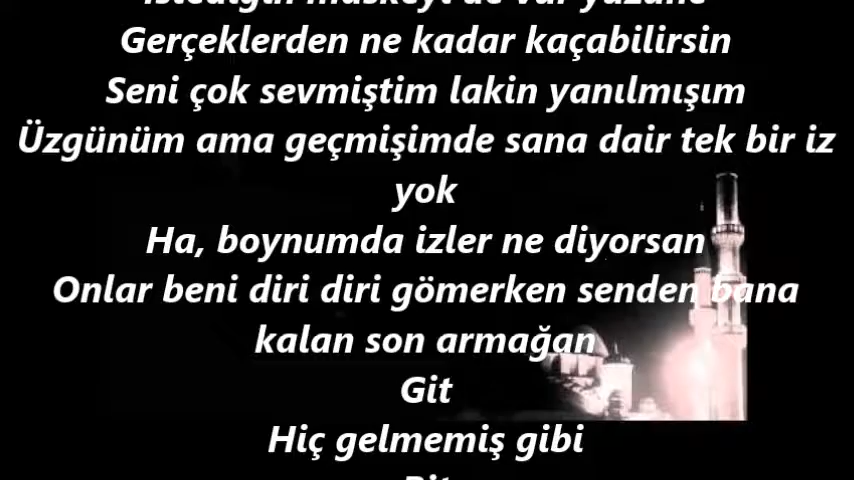 Gerçeklerden ne kadar kaçabilirsin
Seni çok sevmiştim lakin yanılmışım
Üzgünüm ama geçmişimde sana dair tek bir iz
yok
Ha, boynumda izler ne diyorsan
Onlar beni diri diri gömerken senden bana
kalan son armağan
Git
Hiç gelmemiş gibi